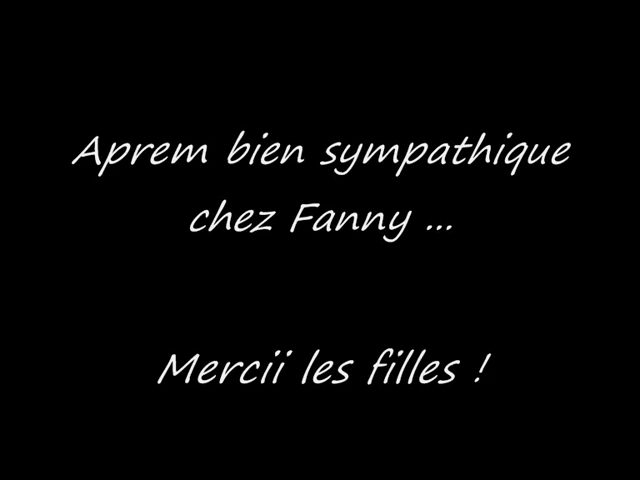 Aprem bien sympathique
chez Fanny ...
Mercii les filles !